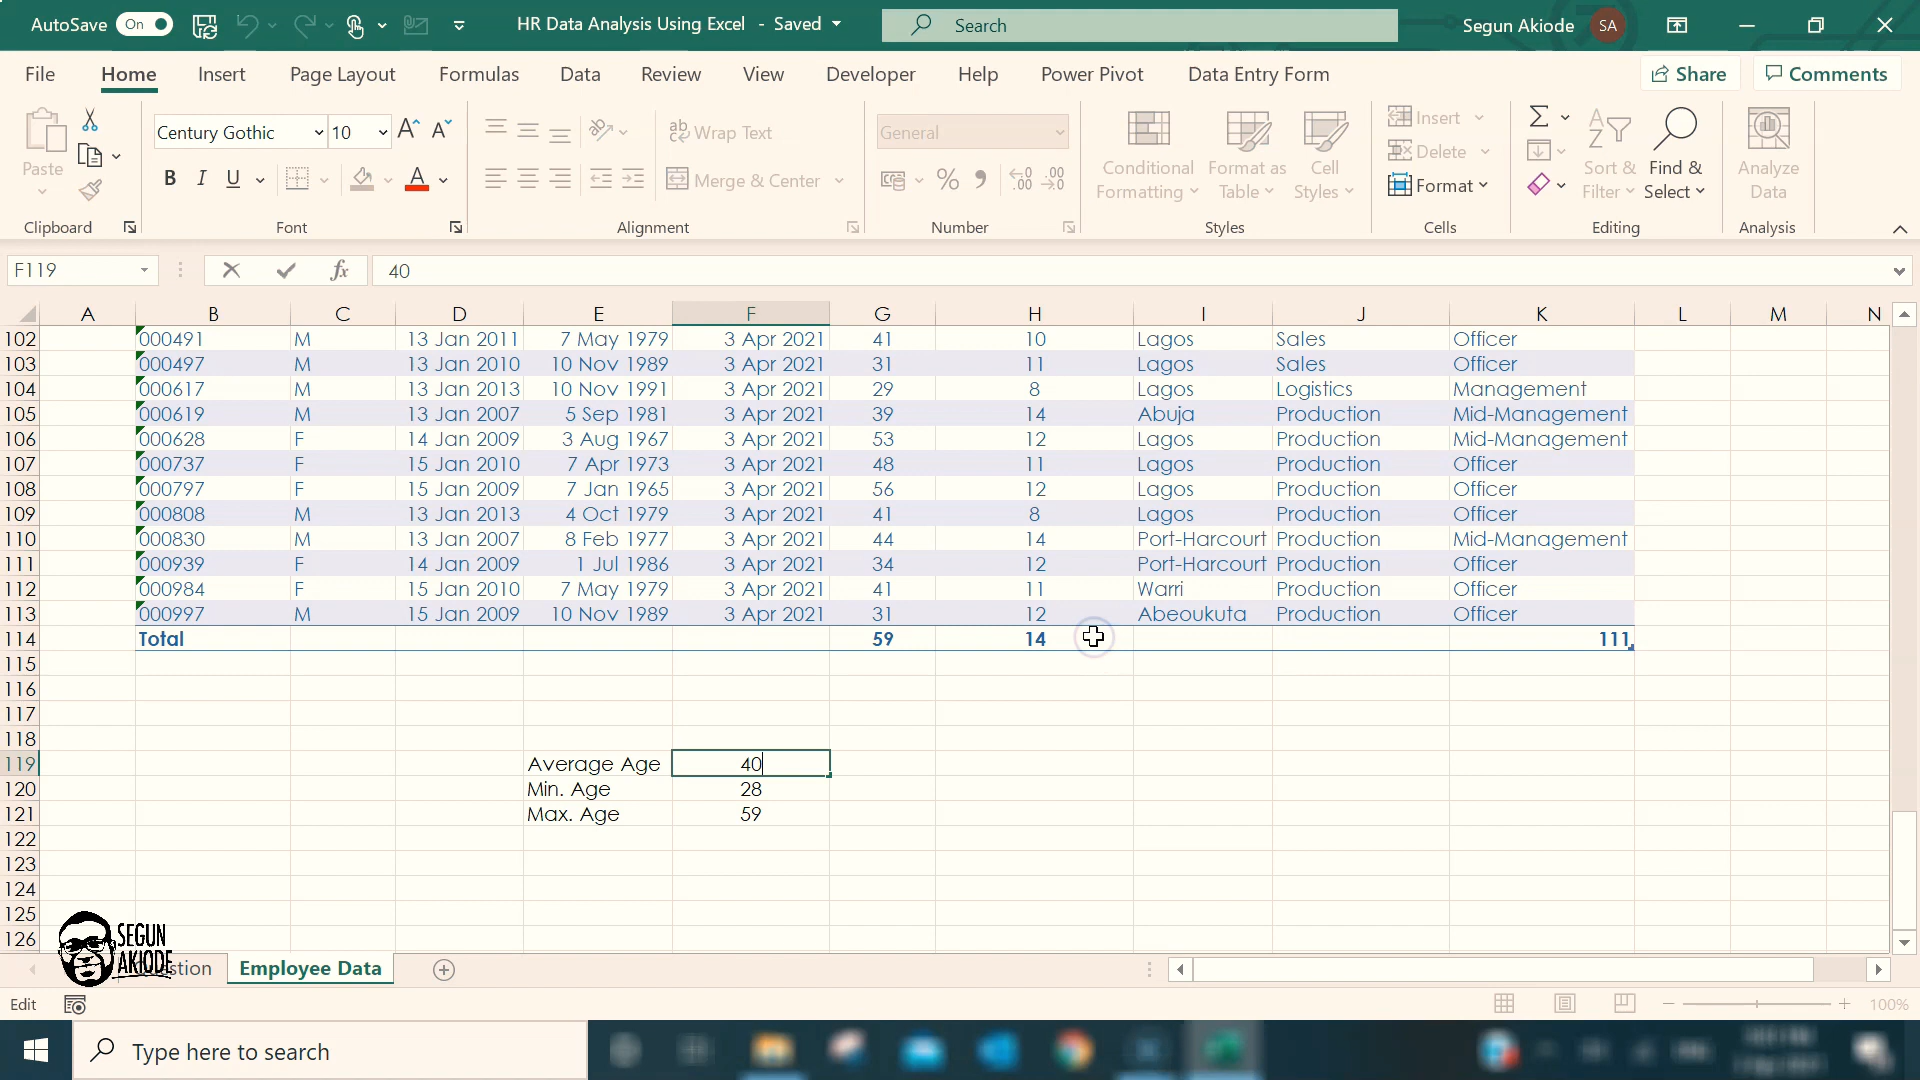 AutoSave On HR Data Analysis Using Excel - Saved Search Segun Akiode SA
File Home Insert Page Layout Formulas Data Review View Developer Help Power Pivot Data Entry Form Share Comments
Century Gothic 10 Wrap Text General Insert
Paste Conditional Format as Cell Delete Sort & Find & Analyze
B I U Merge & Center Formatting Table Styles Format Filter Select Data
Clipboard Font Alignment Number Styles Cells Editing Analysis
F119 fx 40
A B C D E F G H I J K L M N
102 000491 M 13 Jan 2011 7 May 1979 3 Apr 2021 41 10 Lagos Sales Officer
103 000497 M 13 Jan 2010 10 Nov 1989 3 Apr 2021 31 11 Lagos Sales Officer
104 000617 M 13 Jan 2013 10 Nov 1991 3 Apr 2021 29 8 Lagos Logistics Management
105 000619 M 13 Jan 2007 5 Sep 1981 3 Apr 2021 39 14 Abuja Production Mid-Management
106 000628 F 14 Jan 2009 3 Aug 1967 3 Apr 2021 53 12 Lagos Production Mid-Management
107 000737 F 15 Jan 2010 7 Apr 1973 3 Apr 2021 48 11 Lagos Production Officer
108 000797 F 15 Jan 2009 7 Jan 1965 3 Apr 2021 56 12 Lagos Production Officer
109 000808 M 13 Jan 2013 4 Oct 1979 3 Apr 2021 41 8 Lagos Production Officer
110 000830 M 13 Jan 2007 8 Feb 1977 3 Apr 2021 44 14 Port-Harcourt Production Mid-Management
111 000939 F 14 Jan 2009 1 Jul 1986 3 Apr 2021 34 12 Port-Harcourt Production Officer
112 000984 F 15 Jan 2010 7 May 1979 3 Apr 2021 41 11 Warri Production Officer
113 000997 M 15 Jan 2009 10 Nov 1989 3 Apr 2021 31 12 Abeoukuta Production Officer
114 Total 59 14 111
115
116
117
118
119 Average Age 40
120 Min. Age 28
121 Max. Age 59
122
123
124
125
126
SEGUN
AKIODE
Employee Data
Edit 100%
Type here to search